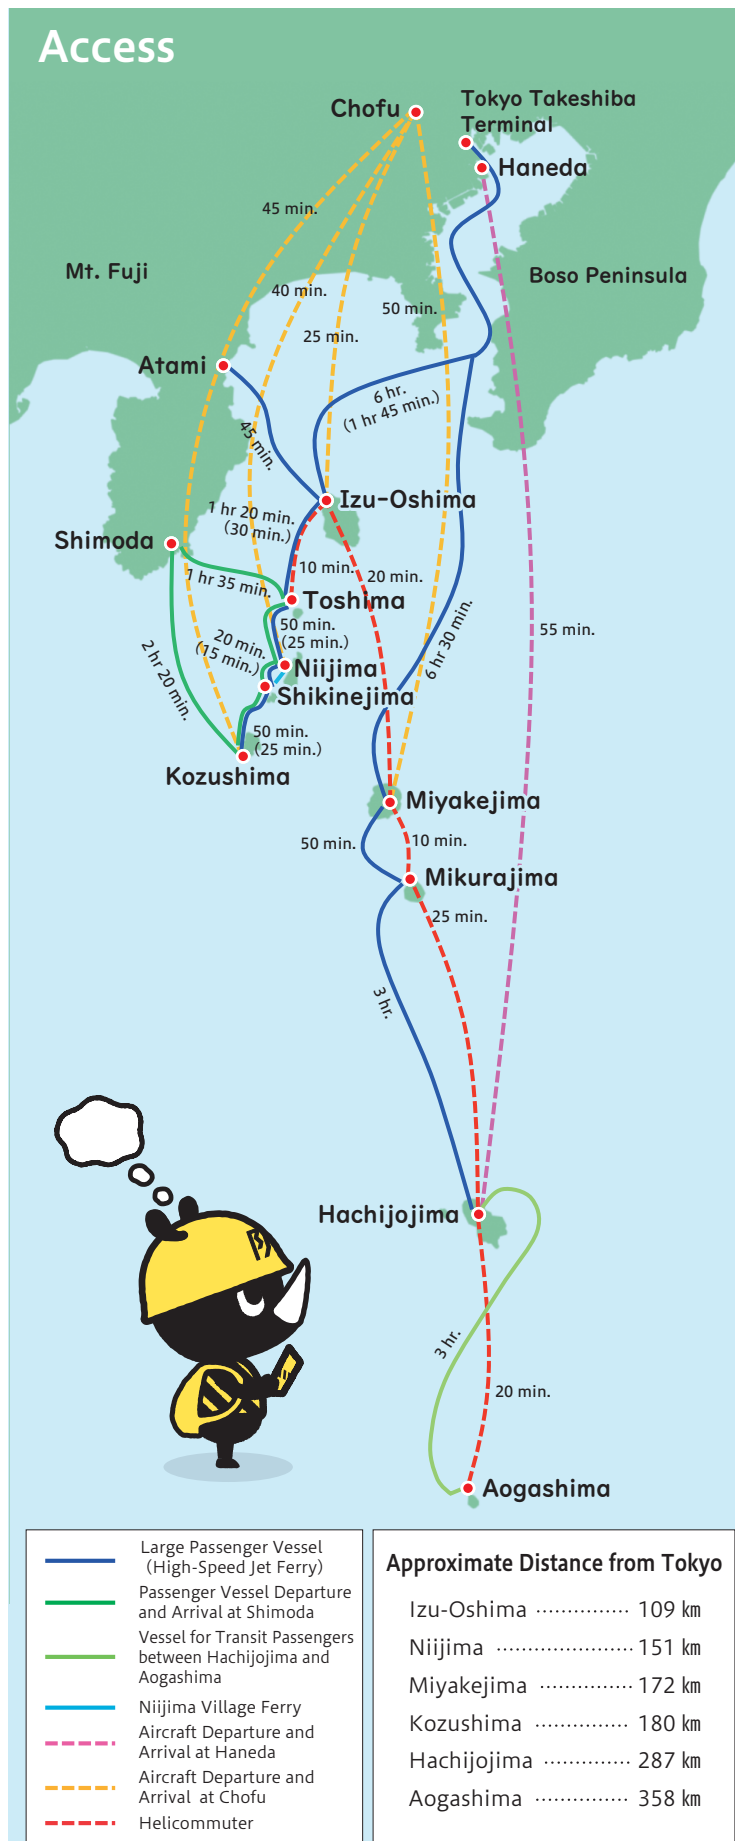 Access
Chofu
Tokyo Takeshiba
Terminal
Haneda
45 min.
Mt. Fuji
40 min.
Boso Peninsula
50 min.
25 min.
Atami
6 hr.
(1 hr 45 min.)
45 min.
Izu-Oshima
1 hr 20 min.
(30 min.)
Shimoda
10 min.
20 min.
1 hr 35 min.
Toshima
50 min.
(25 min.)
55 min.
20 min.
(15 min.)
6 hr 30 min.
2 hr 20 min.
Niijima
Shikinejima
50 min.
(25 min.)
Kozushima
Miyakejima
50 min.
10 min.
Mikurajima
25 min.
3 hr.
Hachijojima
3 hr.
20 min.
Aogashima
Large Passenger Vessel
(High-Speed Jet Ferry)
Passenger Vessel Departure
and Arrival at Shimoda
Vessel for Transit Passengers
between Hachijojima and
Aogashima
Niijima Village Ferry
Aircraft Departure and
Arrival at Haneda
Aircraft Departure and
Arrival at Chofu
Helicommuter
Approximate Distance from Tokyo
Izu-Oshima ··············· 109 ㎞
Niijima ······················ 151 ㎞
Miyakejima ··············· 172 ㎞
Kozushima ··············· 180 ㎞
Hachijojima ·············· 287 ㎞
Aogashima ··············· 358 ㎞